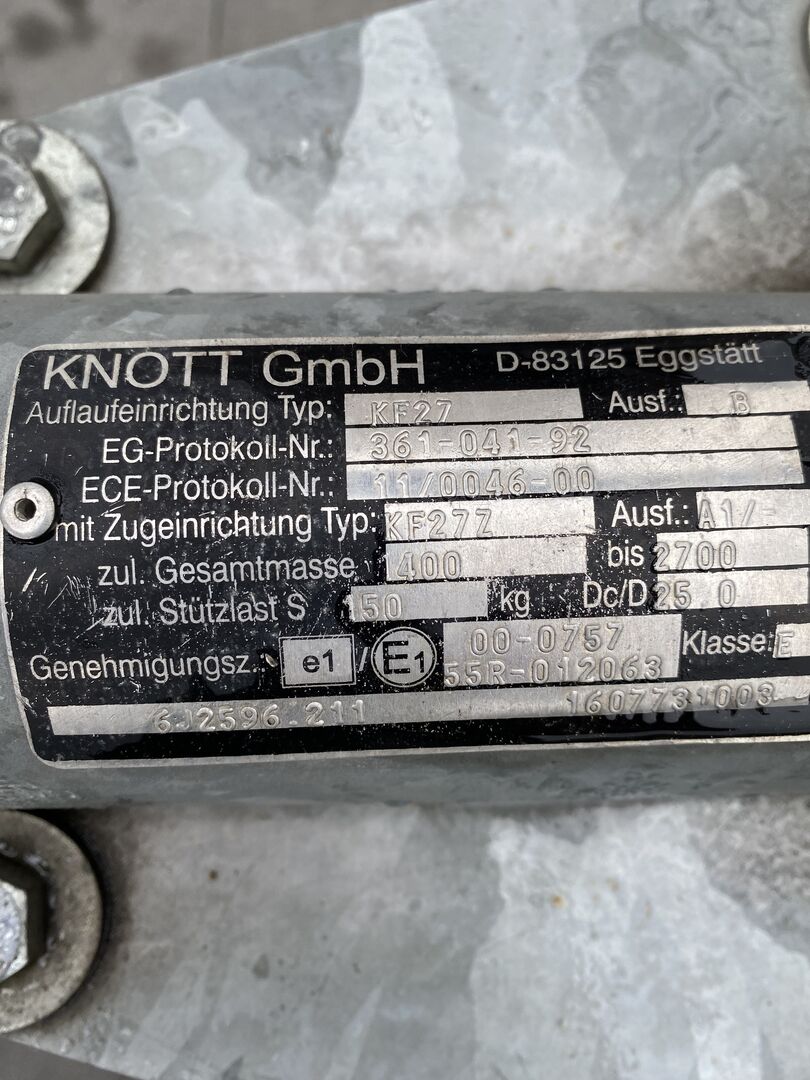 KNOTT GmbH D-83125 Eggstätt
Auflaufeinrichtung Typ: KF27 Ausf.: B
EG-Protokoll-Nr.: 361-041-92
ECE-Protokoll-Nr.: 11/0046-00
mit Zugeinrichtung Typ: KF27Z Ausf.: A1/-
zul. Gesamtmasse 1400 bis 2700
zul. Stützlast S 150 kg Dc/D 25 0
Genehmigungsz.: e1 / E1 00-0757 Klasse: E
55R-012063
6J2596.211 1607731003